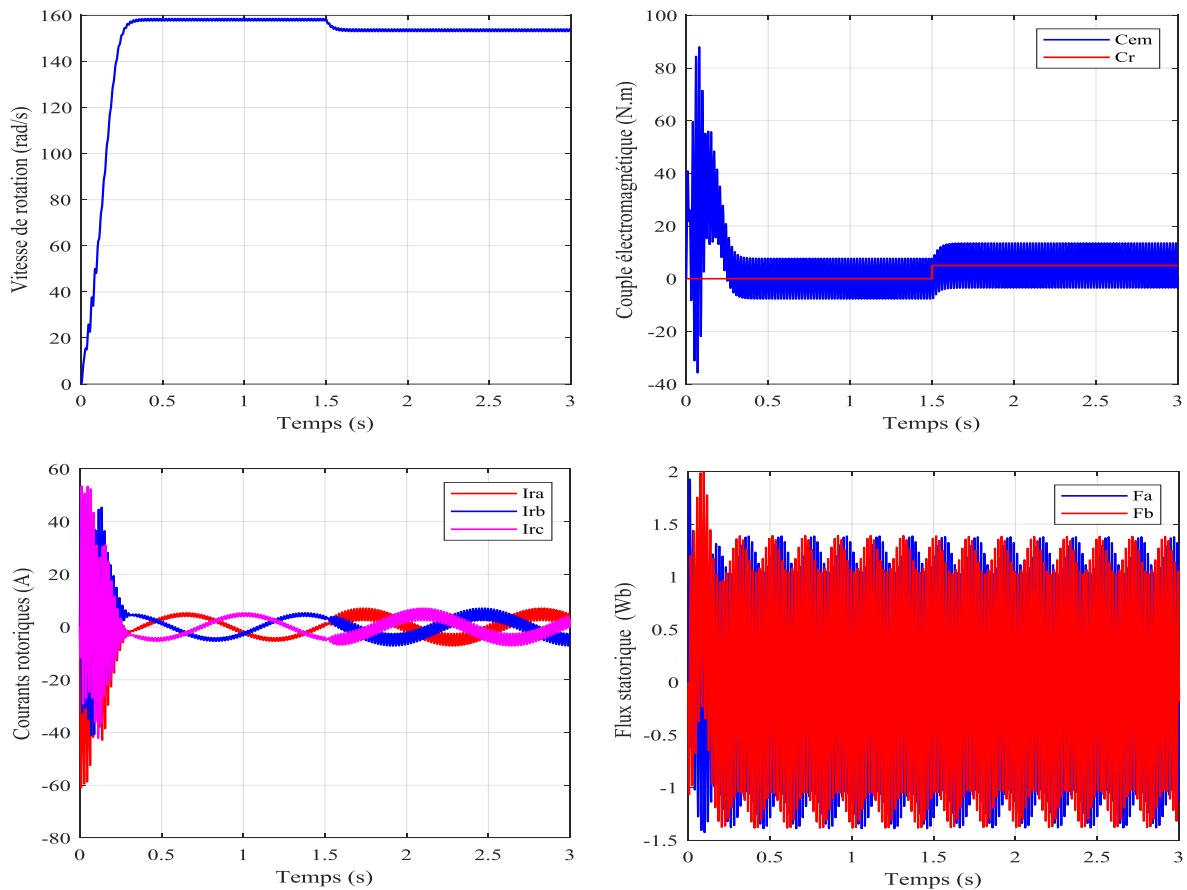 160
140
120
100
80
60
40
20
0
0 0.5 1 1.5 2 2.5 3
Vitesse de rotation (rad/s)
Temps (s)
100
80
60
40
20
0
-20
-40
0 0.5 1 1.5 2 2.5 3
Couple électromagnétique (N.m)
Temps (s)
Cem
Cr
60
40
20
0
-20
-40
-60
-80
0 0.5 1 1.5 2 2.5 3
Courants rotoriques (A)
Temps (s)
Ira
Irb
Irc
2
1.5
1
0.5
0
-0.5
-1
-1.5
0 0.5 1 1.5 2 2.5 3
Flux statorique (Wb)
Temps (s)
Fa
Fb